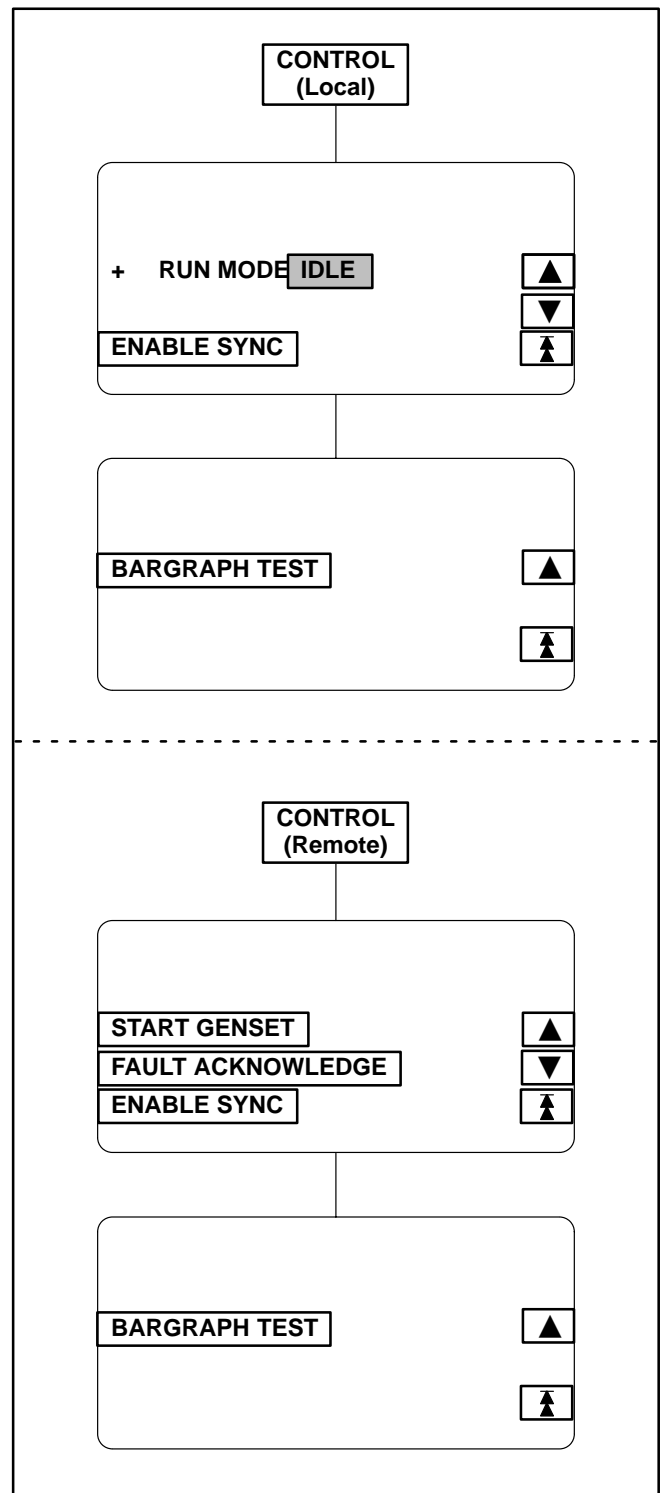 CONTROL
(Local)
+ RUN MODE IDLE
ENABLE SYNC
BARGRAPH TEST
CONTROL
(Remote)
START GENSET
FAULT ACKNOWLEDGE
ENABLE SYNC
BARGRAPH TEST